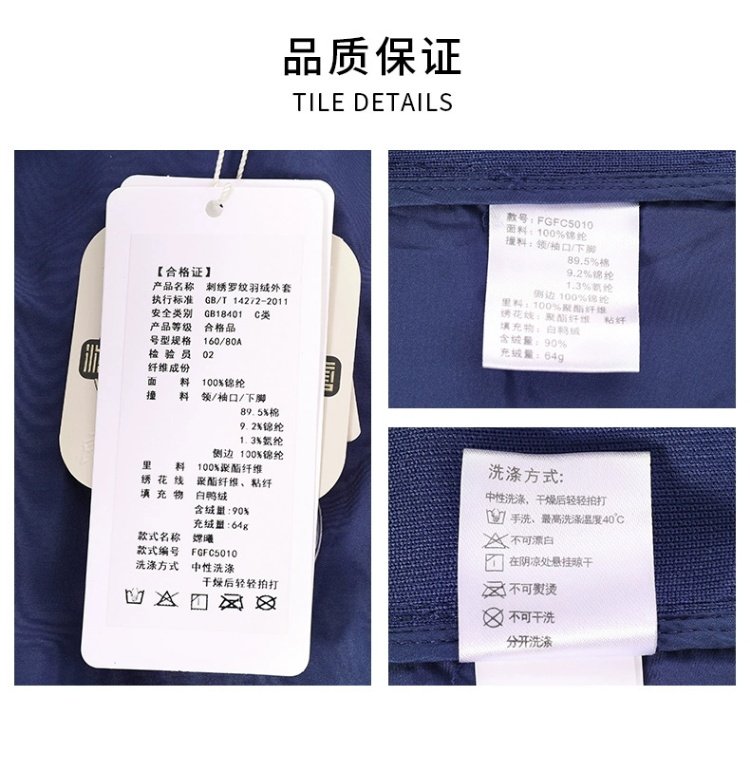 品质保证
TILE DETAILS
【合格证】
产品名称 刺绣罗纹羽绒外套
执行标准 GB/T 14272-2011
安全类别 GB18401 C类
产品等级 合格品
号型规格 160/80A
检验员 02
纤维成份
面料 100%锦纶
撞料 领/袖口/下脚
89.5%棉
9.2%锦纶
1.3%氨纶
侧边 100%锦纶
里料 100%聚酯纤维
绣花线 聚酯纤维、粘纤
填充物 白鸭绒
含绒量: 90%
充绒量: 64g
款式名称 嫦曦
款式编号 FGFC5010
洗涤方式 中性洗涤
干燥后轻轻拍打
款号: FGFC5010
面料: 100%锦纶
撞料: 领/袖口/下脚
89.5%棉
9.2%锦纶
1.3%氨纶
侧边 100%锦纶
里料: 100%聚酯纤维
绣花线: 聚酯纤维 粘纤
填充物: 白鸭绒
含绒量: 90%
充绒量: 64g
洗涤方式:
中性洗涤、干燥后轻轻拍打
手洗、最高洗涤温度40℃
不可漂白
在阴凉处悬挂晾干
不可熨烫
不可干洗
分开洗涤